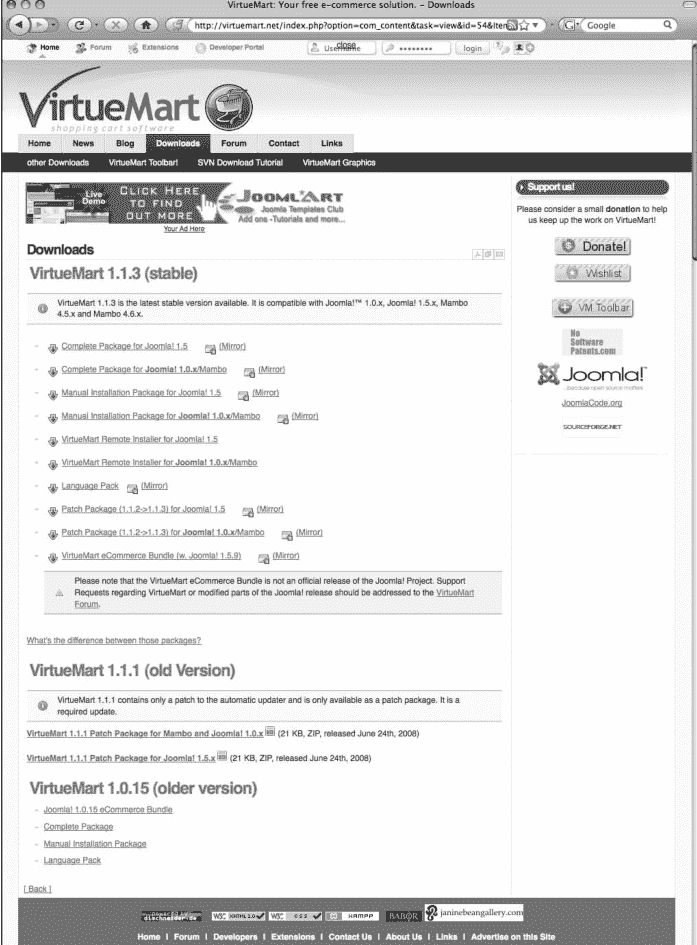 VirtueMart: Your free e-commerce solution. – Downloads
http://virtuemart.net/index.php?option=com_content&task=view&id=54&Item
Google
Home Forum Extensions Developer Portal
login
VirtueMart
shopping cart software
Home News Blog Downloads Forum Contact Links
other Downloads VirtueMart Toolbar! SVN Download Tutorial VirtueMart Graphics
Live Demo
CLICK HERE
TO FIND
OUT MORE
JOOMLART
Joomla Templates Club
Add ons -Tutorials and more...
Your Ad Here
Downloads
VirtueMart 1.1.3 (stable)
VirtueMart 1.1.3 is the latest stable version available. It is compatible with Joomla!™ 1.0.x, Joomla! 1.5.x, Mambo
4.5.x and Mambo 4.6.x.
- Complete Package for Joomla! 1.5 (Mirror)
- Complete Package for Joomla! 1.0.x/Mambo (Mirror)
- Manual Installation Package for Joomla! 1.5 (Mirror)
- Manual Installation Package for Joomla! 1.0.x/Mambo (Mirror)
- VirtueMart Remote Installer for Joomla! 1.5
- VirtueMart Remote Installer for Joomla! 1.0.x/Mambo
- Language Pack (Mirror)
- Patch Package (1.1.2->1.1.3) for Joomla! 1.5 (Mirror)
- Patch Package (1.1.2->1.1.3) for Joomla! 1.0.x/Mambo (Mirror)
- VirtueMart eCommerce Bundle (w. Joomla! 1.5.9) (Mirror)
Please note that the VirtueMart eCommerce Bundle is not an official release of the Joomla! Project. Support
Requests regarding VirtueMart or modified parts of the Joomla! release should be addressed to the VirtueMart
Forum.
What's the difference between those packages?
VirtueMart 1.1.1 (old Version)
VirtueMart 1.1.1 contains only a patch to the automatic updater and is only available as a patch package. It is a
required update.
VirtueMart 1.1.1 Patch Package for Mambo and Joomla! 1.0.x (21 KB, ZIP, released June 24th, 2008)
VirtueMart 1.1.1 Patch Package for Joomla! 1.5.x (21 KB, ZIP, released June 24th, 2008)
VirtueMart 1.0.15 (older version)
- Joomla! 1.0.15 eCommerce Bundle
- Complete Package
- Manual Installation Package
- Language Pack
[ Back ]
Support us!
Please consider a small donation to help
us keep up the work on VirtueMart!
Donate!
Wishlist
VM Toolbar
No
Software
Patents.com
Joomla!
...because open source matters
JoomlaCode.org
SOURCEFORGE.NET
W3C XHTML 1.0 W3C CSS XAMPP BABOR janinebeangallery.com
Home | Forum | Developers | Extensions | Contact Us | About Us | Links | Advertise on this Site